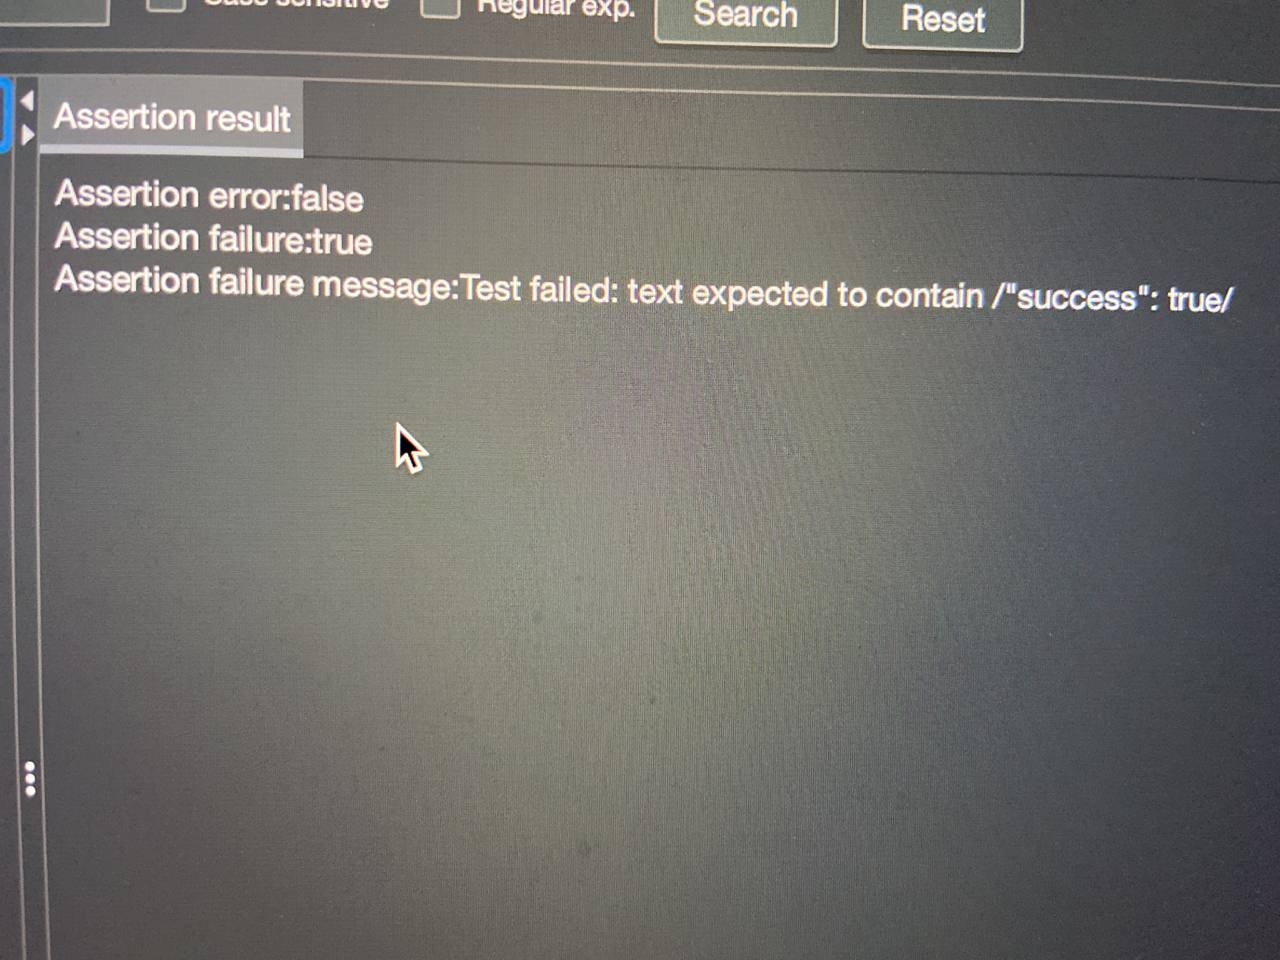 Case sensitive Regular exp. Search Reset
Assertion result
Assertion error:false
Assertion failure:true
Assertion failure message:Test failed: text expected to contain /"success": true/